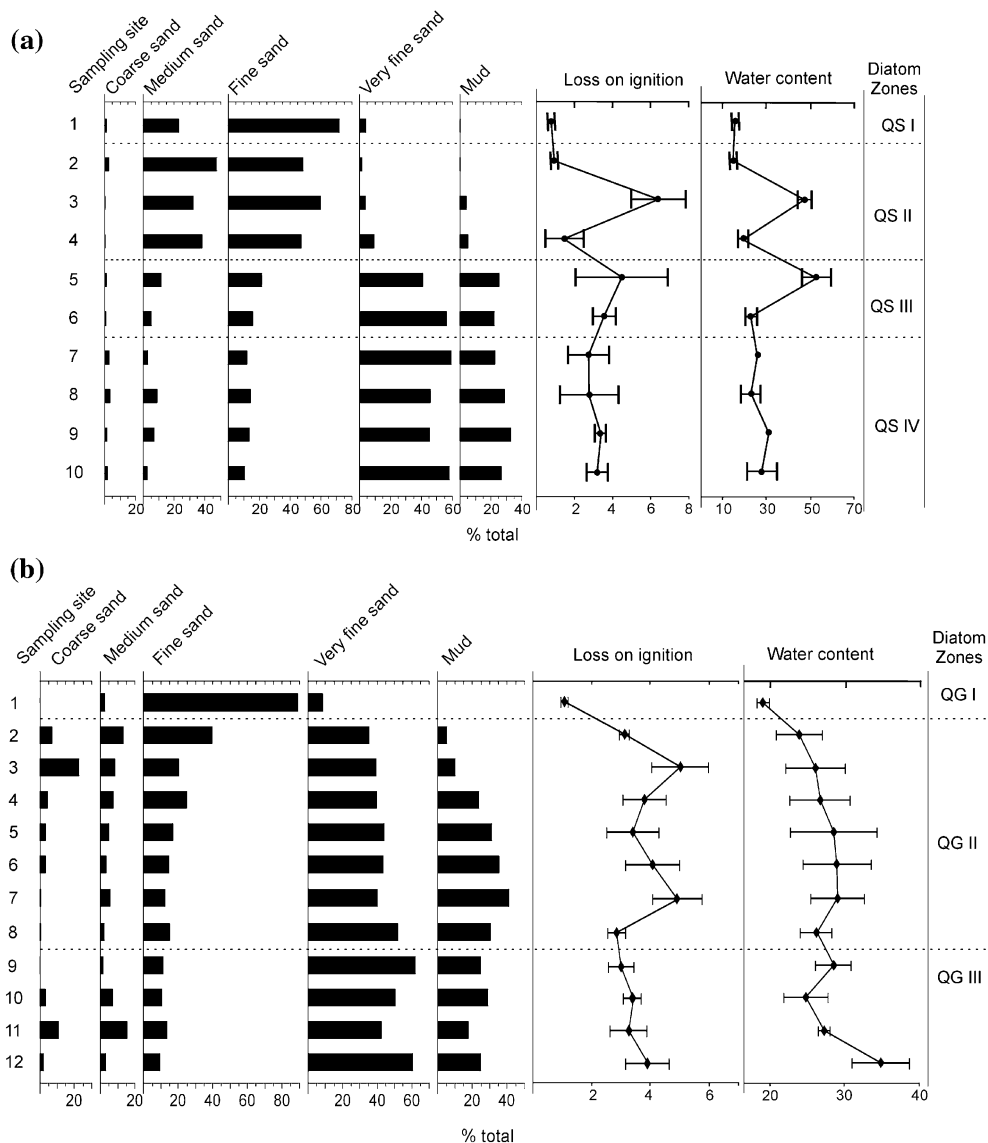 (a)
Sampling site
Coarse sand
Medium sand
Fine sand
Very fine sand
Mud
Loss on ignition
Water content
Diatom
Zones
1
QS I
2
3
QS II
4
5
QS III
6
7
8
9
QS IV
10
20 20 40 20 40 60 80 20 40 60 20 40 2 4 6 8 10 30 50 70
% total
(b)
Sampling site
Coarse sand
Medium sand
Fine sand
Very fine sand
Mud
Loss on ignition
Water content
Diatom
Zones
1
QG I
2
3
4
5
QG II
6
7
8
9
QG III
10
11
12
20 20 20 40 60 80 20 40 60 20 40 2 4 6 20 30 40
% total